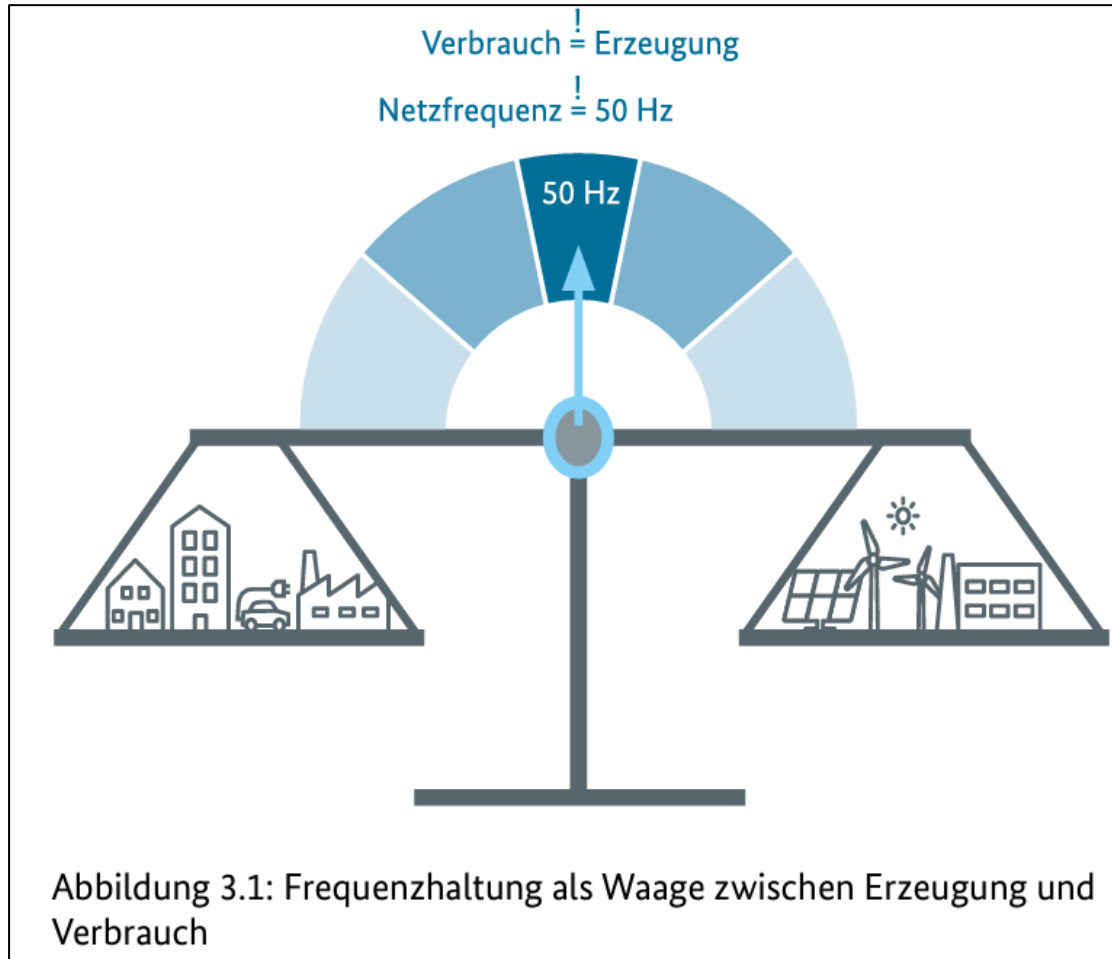 Verbrauch =! Erzeugung
Netzfrequenz =! 50 Hz
50 Hz
Abbildung 3.1: Frequenzhaltung als Waage zwischen Erzeugung und
Verbrauch